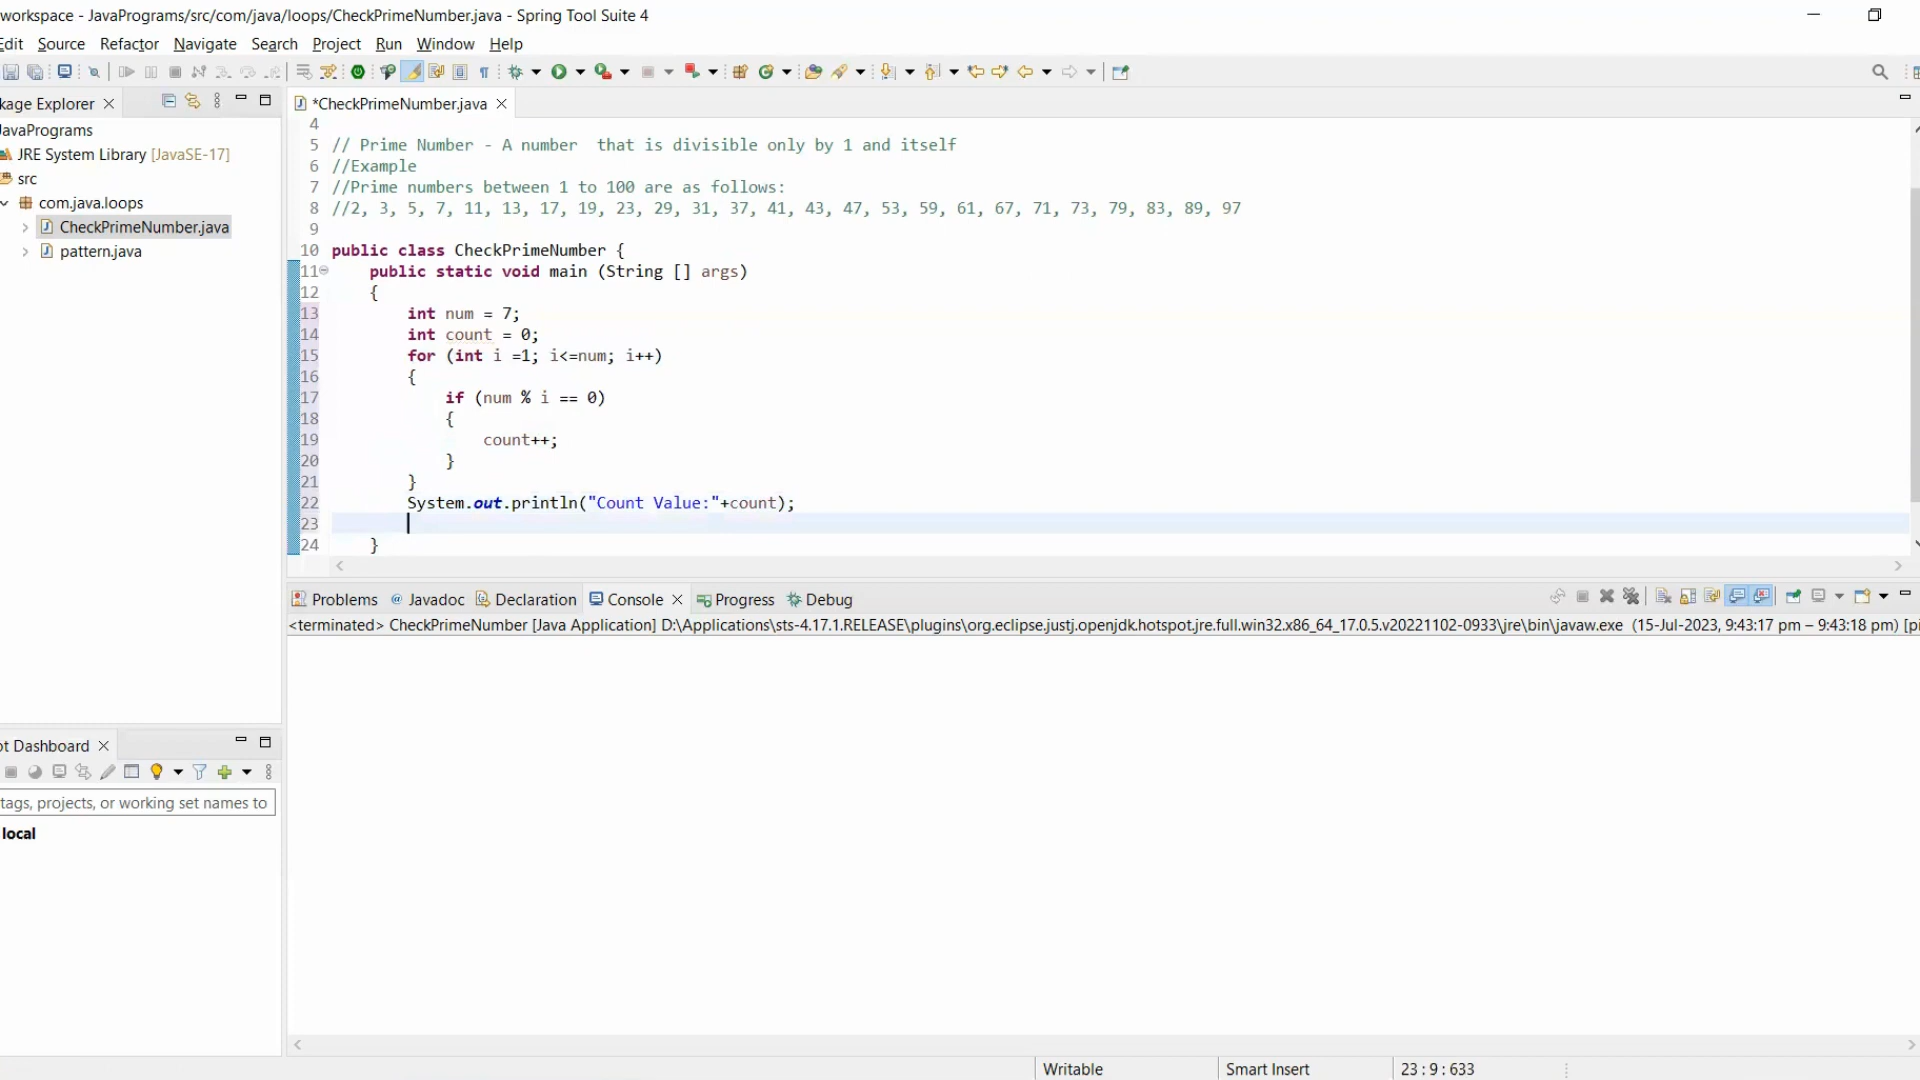 workspace - JavaPrograms/src/com/java/loops/CheckPrimeNumber.java - Spring Tool Suite 4
Edit Source Refactor Navigate Search Project Run Window Help
kage Explorer
*CheckPrimeNumber.java
JavaPrograms
JRE System Library [JavaSE-17]
src
com.java.loops
CheckPrimeNumber.java
pattern.java
4
5 // Prime Number - A number  that is divisible only by 1 and itself
6 //Example
7 //Prime numbers between 1 to 100 are as follows:
8 //2, 3, 5, 7, 11, 13, 17, 19, 23, 29, 31, 37, 41, 43, 47, 53, 59, 61, 67, 71, 73, 79, 83, 89, 97
9
10 public class CheckPrimeNumber {
11 public static void main (String [] args)
12 {
13 int num = 7;
14 int count = 0;
15 for (int i =1; i<=num; i++)
16 {
17 if (num % i == 0)
18 {
19 count++;
20 }
21 }
22 System.out.println("Count Value:"+count);
23
24 }
Problems @ Javadoc Declaration Console Progress Debug
<terminated> CheckPrimeNumber [Java Application] D:\Applications\sts-4.17.1.RELEASE\plugins\org.eclipse.justj.openjdk.hotspot.jre.full.win32.x86_64_17.0.5.v20221102-0933\jre\bin\javaw.exe (15-Jul-2023, 9:43:17 pm – 9:43:18 pm) [pi
ot Dashboard
tags, projects, or working set names to
local
Writable Smart Insert 23 : 9 : 633